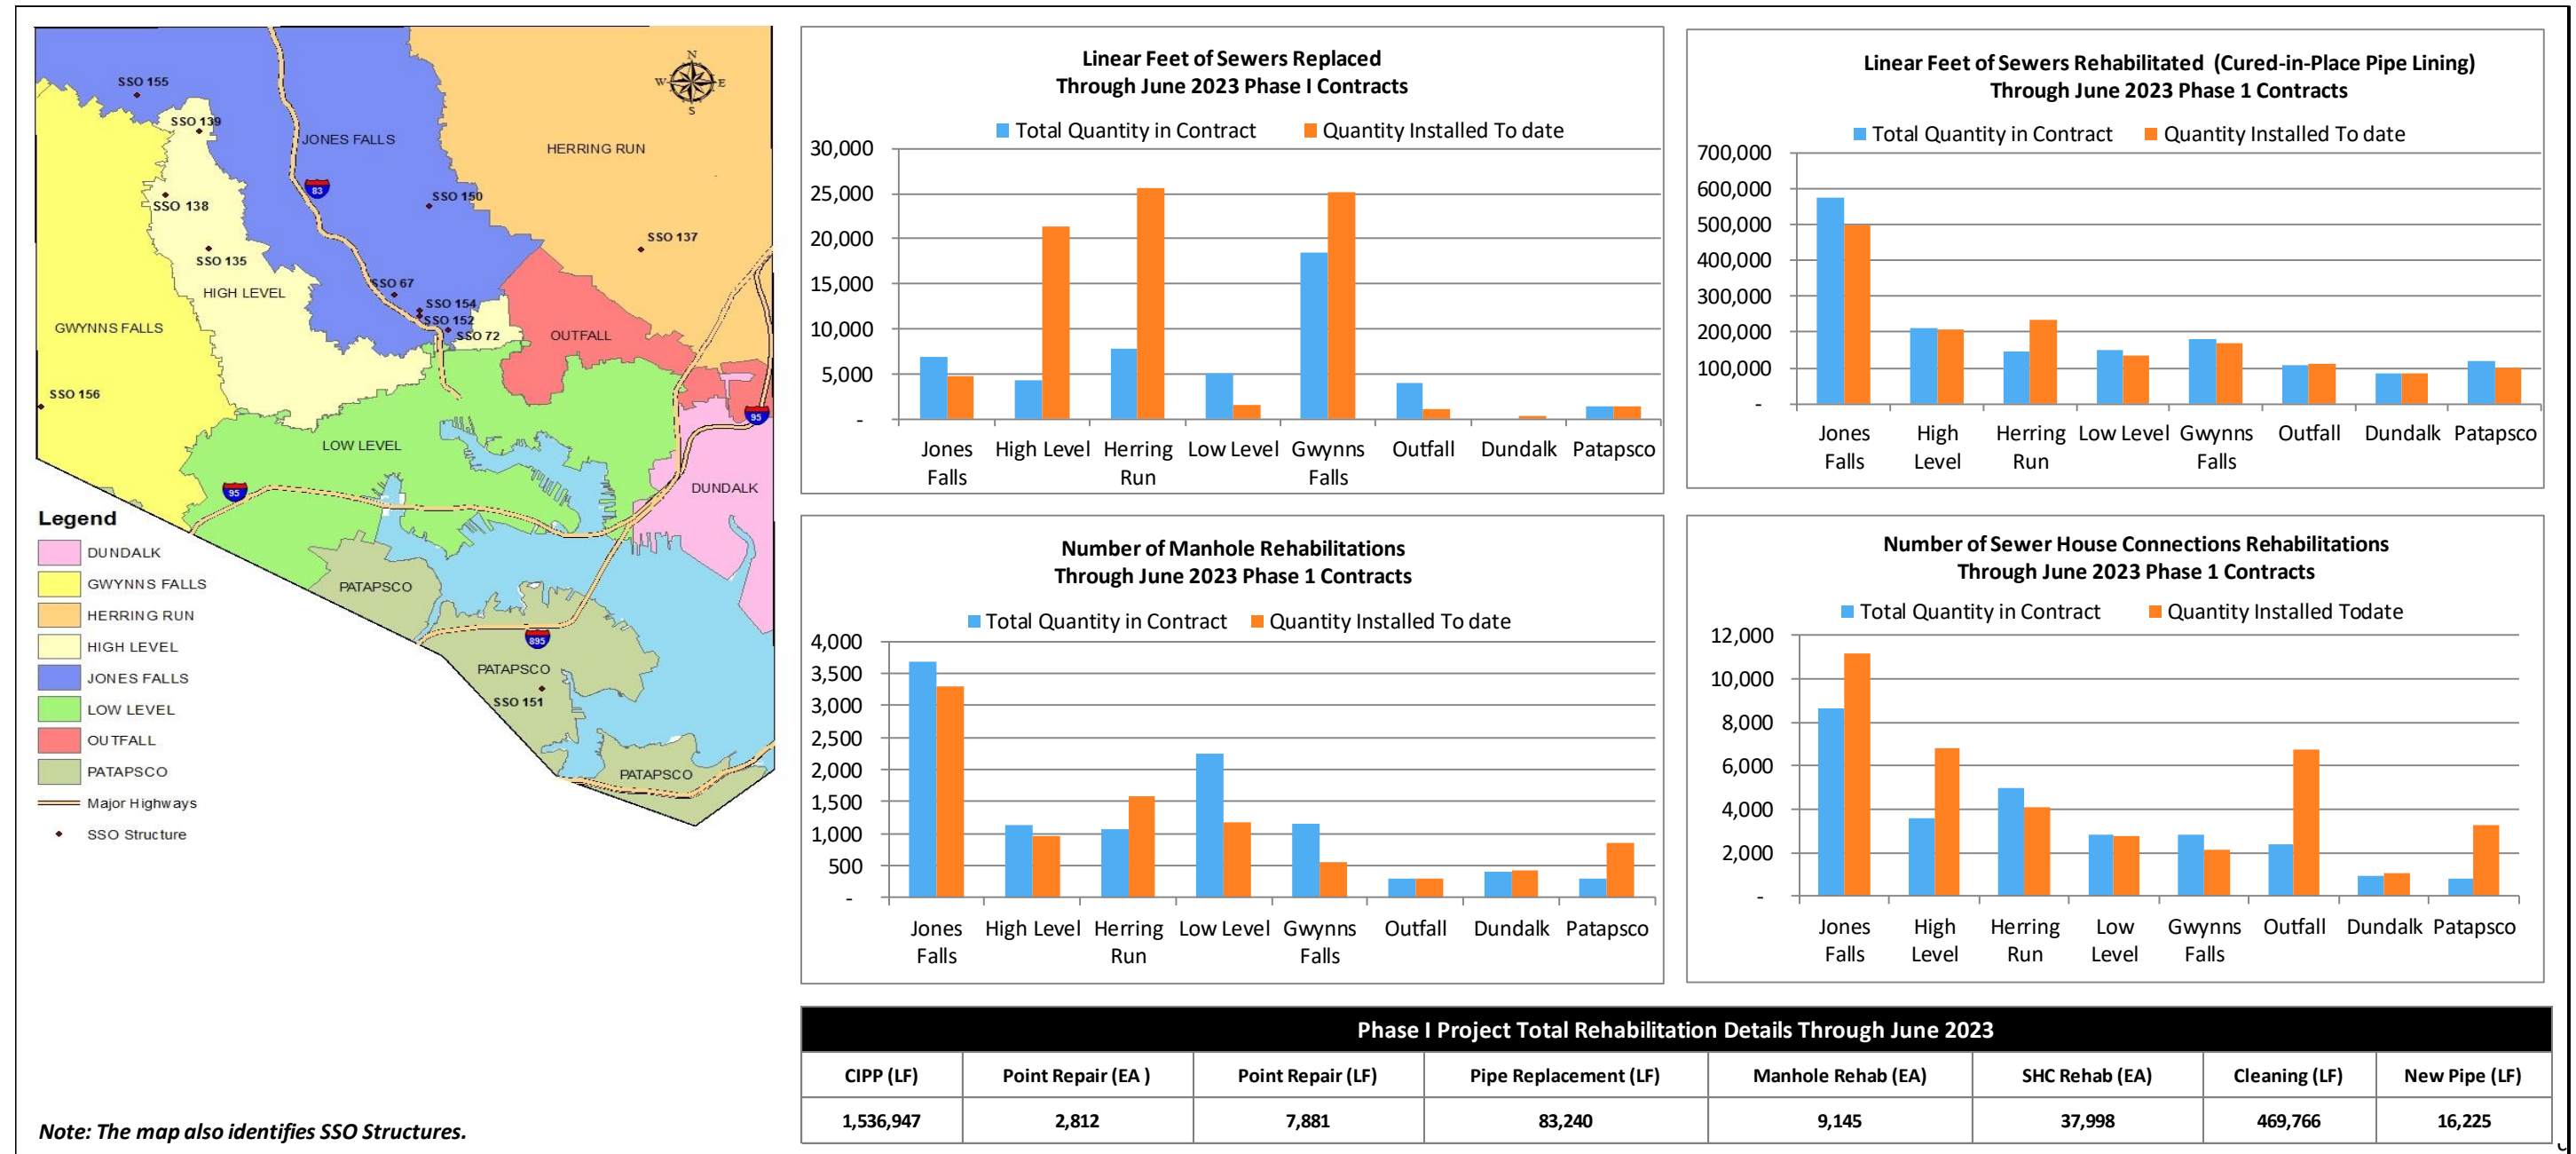 N
W
E
S
SSO 155
SSO 139
JONES FALLS
HERRING RUN
83
SSO 138
SSO 150
SSO 137
SSO 135
SSO 67
HIGH LEVEL
SSO 154
SSO 152
SSO 72
GWYNNS FALLS
OUTFALL
SSO 156
95
LOW LEVEL
95
DUNDALK
PATAPSCO
895
PATAPSCO
SSO 151
PATAPSCO
Legend
DUNDALK
GWYNNS FALLS
HERRING RUN
HIGH LEVEL
JONES FALLS
LOW LEVEL
OUTFALL
PATAPSCO
Major Highways
SSO Structure
Note: The map also identifies SSO Structures.
Linear Feet of Sewers Replaced
Through June 2023 Phase I Contracts
Total Quantity in Contract Quantity Installed To date
30,000
25,000
20,000
15,000
10,000
5,000
-
Jones Falls High Level Herring Run Low Level Gwynns Falls Outfall Dundalk Patapsco
Linear Feet of Sewers Rehabilitated (Cured-in-Place Pipe Lining)
Through June 2023 Phase 1 Contracts
Total Quantity in Contract Quantity Installed To date
700,000
600,000
500,000
400,000
300,000
200,000
100,000
-
Jones Falls High Level Herring Run Low Level Gwynns Falls Outfall Dundalk Patapsco
Number of Manhole Rehabilitations
Through June 2023 Phase 1 Contracts
Total Quantity in Contract Quantity Installed To date
4,000
3,500
3,000
2,500
2,000
1,500
1,000
500
-
Jones Falls High Level Herring Run Low Level Gwynns Falls Outfall Dundalk Patapsco
Number of Sewer House Connections Rehabilitations
Through June 2023 Phase 1 Contracts
Total Quantity in Contract Quantity Installed Todate
12,000
10,000
8,000
6,000
4,000
2,000
-
Jones Falls High Level Herring Run Low Level Gwynns Falls Outfall Dundalk Patapsco
Phase I Project Total Rehabilitation Details Through June 2023
CIPP (LF) Point Repair (EA ) Point Repair (LF) Pipe Replacement (LF) Manhole Rehab (EA) SHC Rehab (EA) Cleaning (LF) New Pipe (LF)
1,536,947 2,812 7,881 83,240 9,145 37,998 469,766 16,225